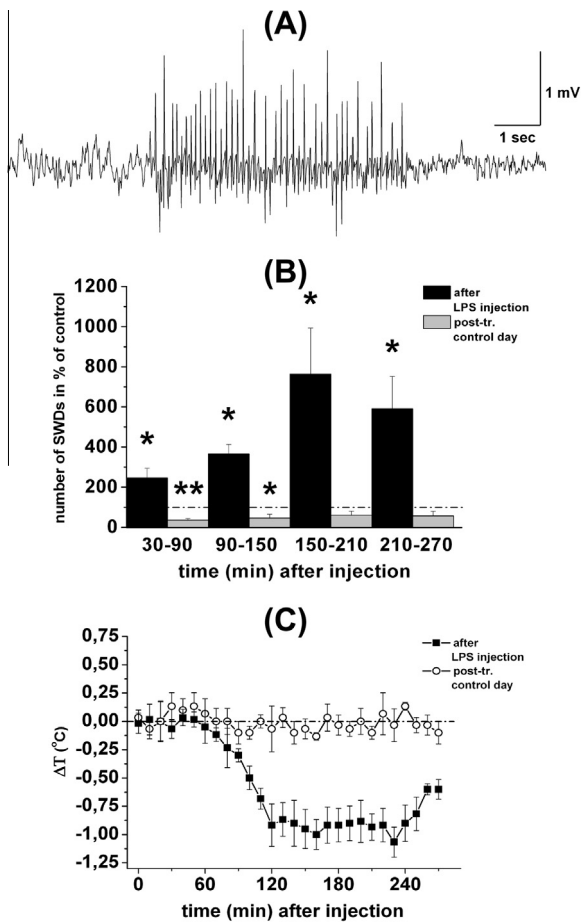 (A)
1 mV
1 sec
(B)
after
LPS injection
post-tr.
control day
number of SWDs in % of control
1200
1000
800
600
400
200
0
*
**
*
*
*
*
30-90 90-150 150-210 210-270
time (min) after injection
(C)
after
LPS injection
post-tr.
control day
ΔT (°C)
0,75
0,50
0,25
0,00
-0,25
-0,50
-0,75
-1,00
-1,25
0 60 120 180 240
time (min) after injection